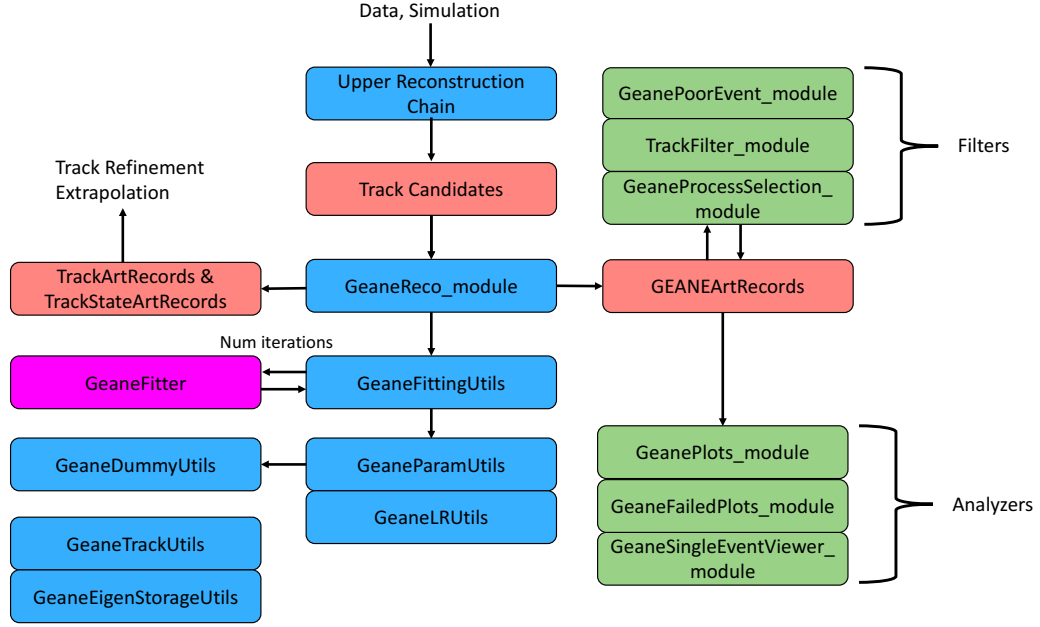 Data, Simulation
Upper Reconstruction
Chain
GeanePoorEvent_module
TrackFilter_module
GeaneProcessSelection_
module
Filters
Track Refinement
Extrapolation
Track Candidates
TrackArtRecords &
TrackStateArtRecords
GeaneReco_module
GEANEArtRecords
Num iterations
GeaneFitter
GeaneFittingUtils
GeaneDummyUtils
GeaneParamUtils
GeaneLRUtils
GeaneTrackUtils
GeaneEigenStorageUtils
GeanePlots_module
GeaneFailedPlots_module
GeaneSingleEventViewer_
module
Analyzers